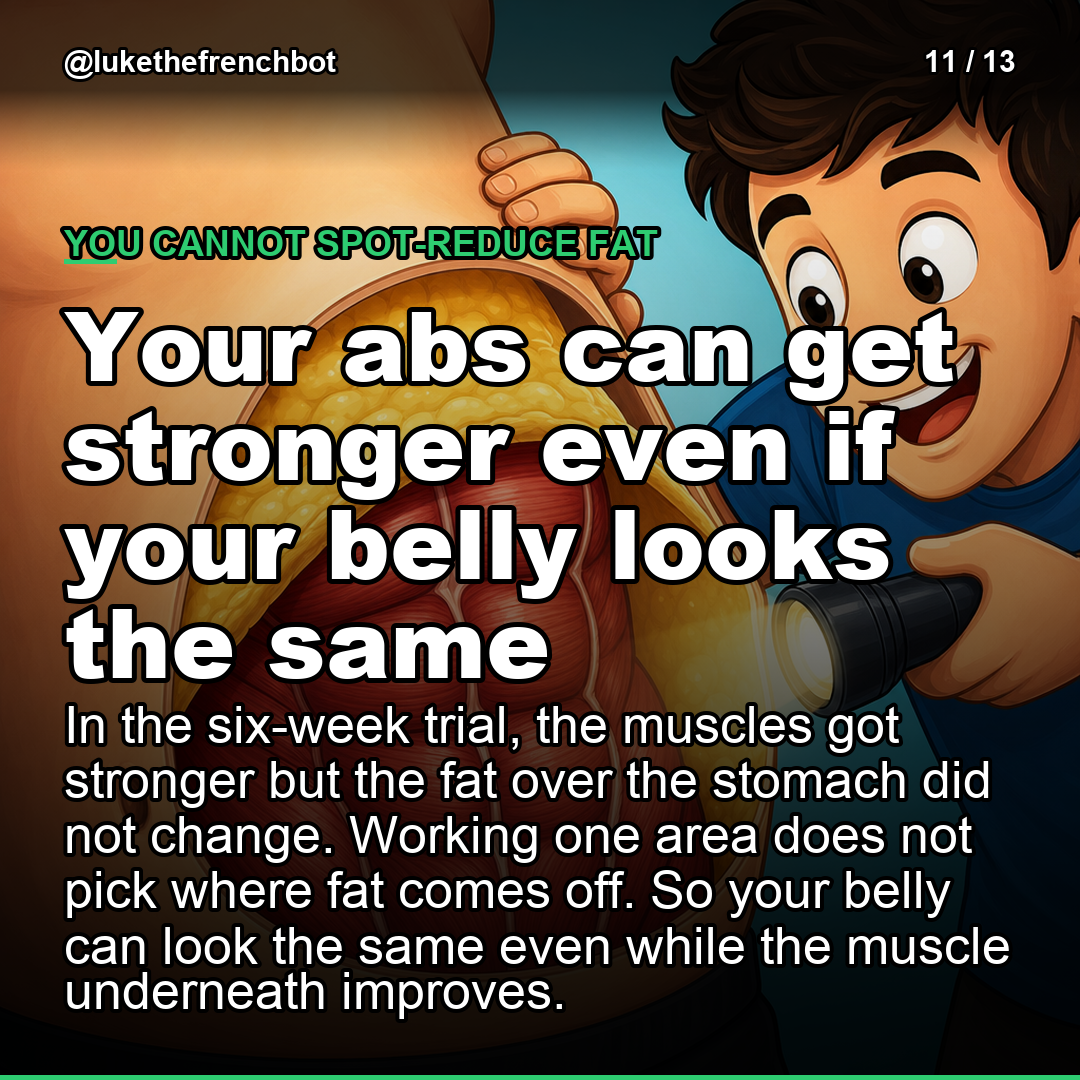 @lukethefrenchbot
11 / 13
YOU CANNOT SPOT-REDUCE FAT
Your abs can get
stronger even if
your belly looks
the same
In the six-week trial, the muscles got
stronger but the fat over the stomach did
not change. Working one area does not
pick where fat comes off. So your belly
can look the same even while the muscle
underneath improves.